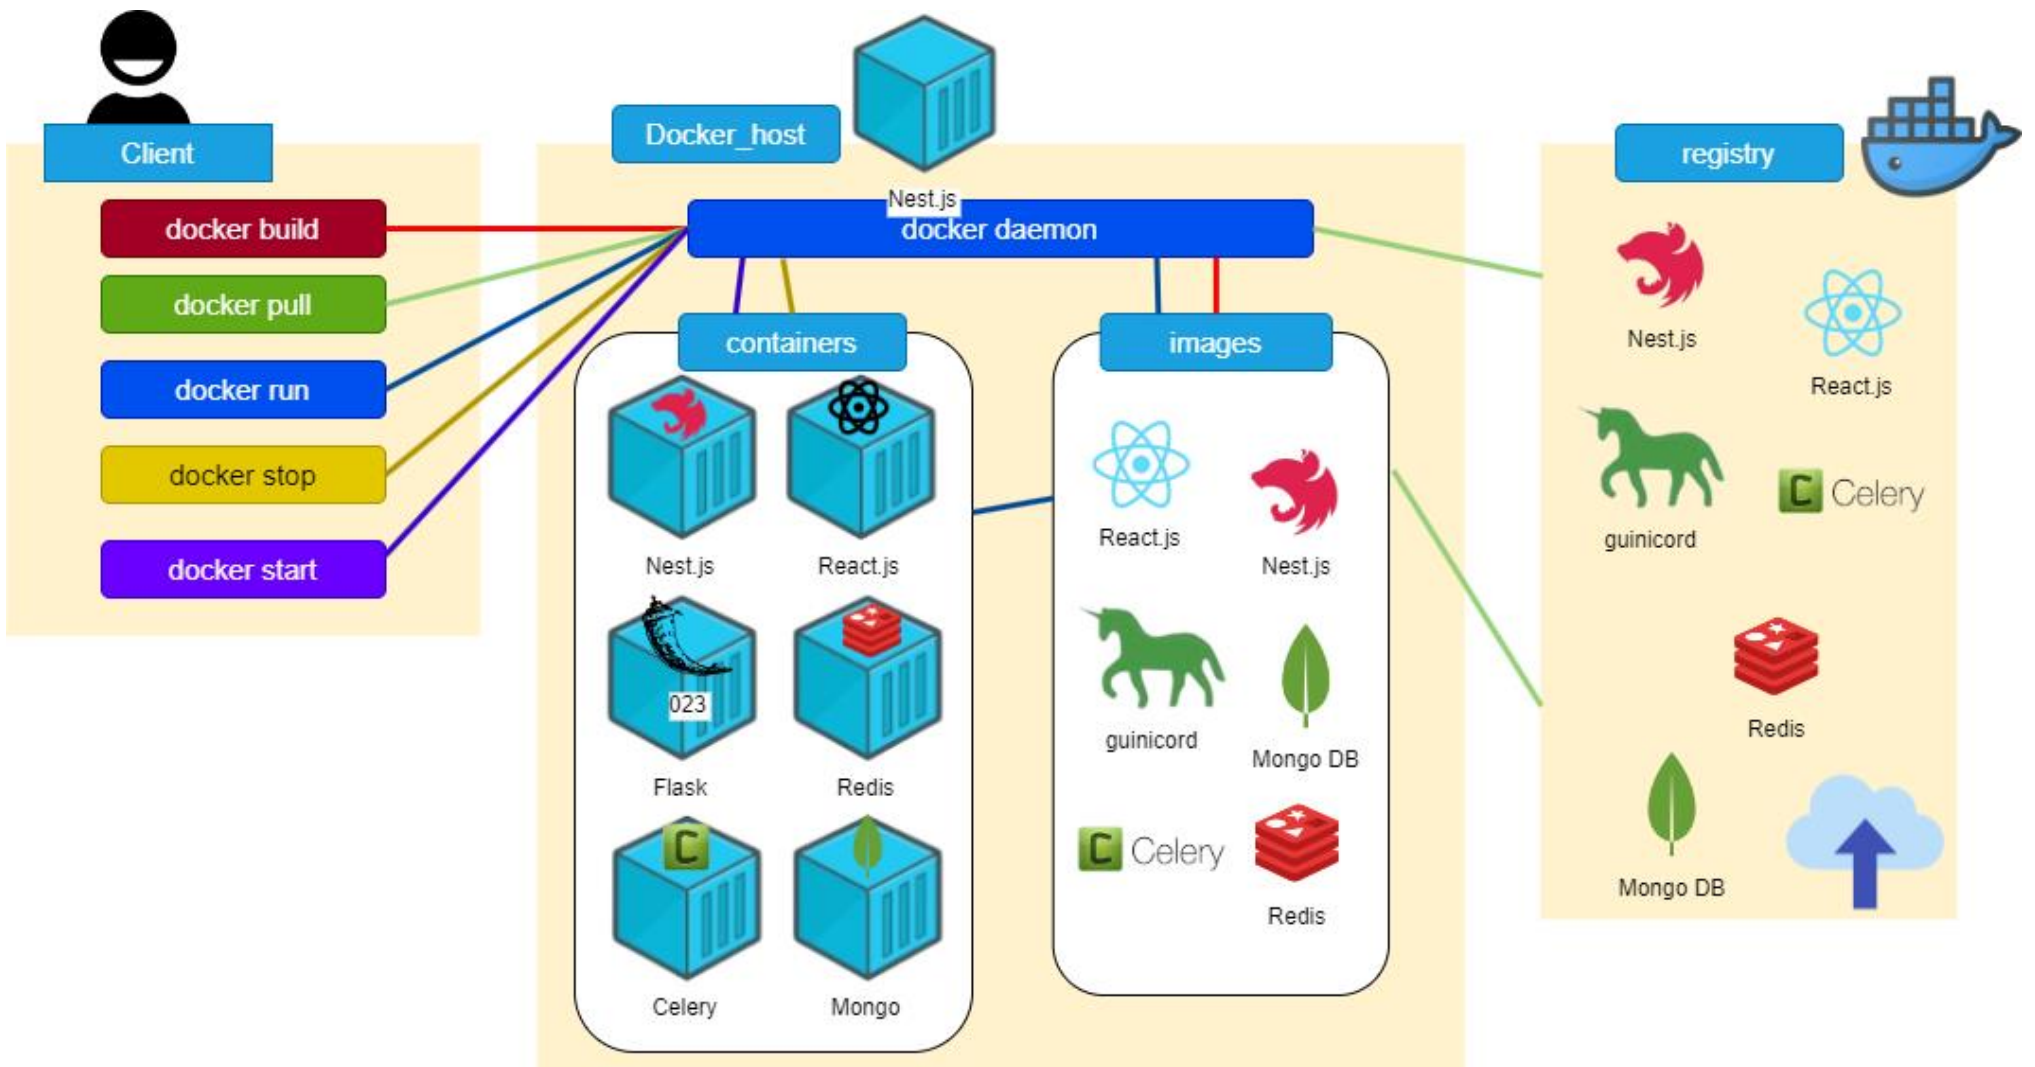 Client
docker build
docker pull
docker run
docker stop
docker start
Docker_host
Nest.js
docker daemon
containers
Nest.js
React.js
023
Flask
Redis
C
Celery
Mongo
images
React.js
Nest.js
guinicord
Mongo DB
C Celery
Redis
registry
Nest.js
React.js
guinicord
C Celery
Redis
Mongo DB